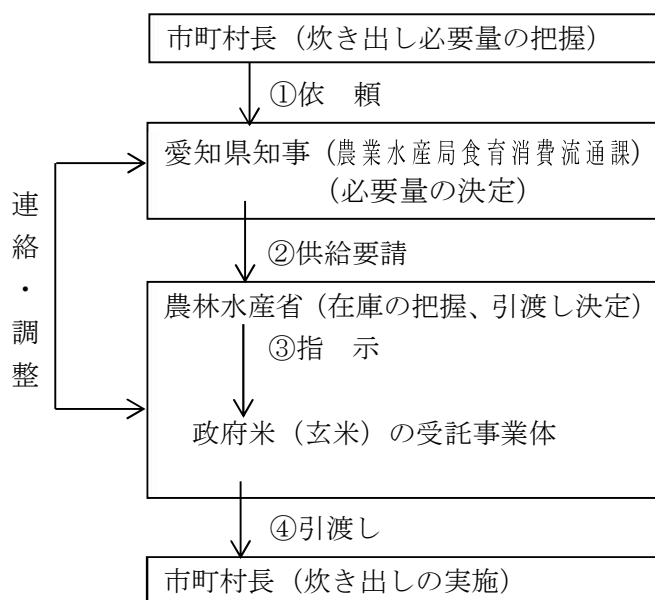 市町村長（炊き出し必要量の把握）
①依　頼
愛知県知事（農業水産局食育消費流通課）
（必要量の決定）
連絡・調整
②供給要請
農林水産省（在庫の把握、引渡し決定）
③指　示
政府米（玄米）の受託事業体
④引渡し
市町村長（炊き出しの実施）